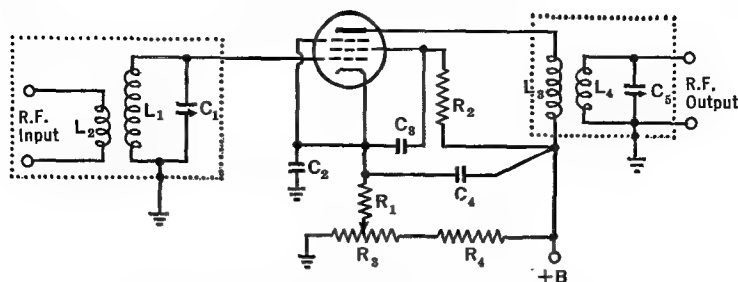 R.F.
Input
L2
L1
C1
C2
C3
R2
C4
R1
R3
R4
+B
L3
L4
C5
R.F.
Output